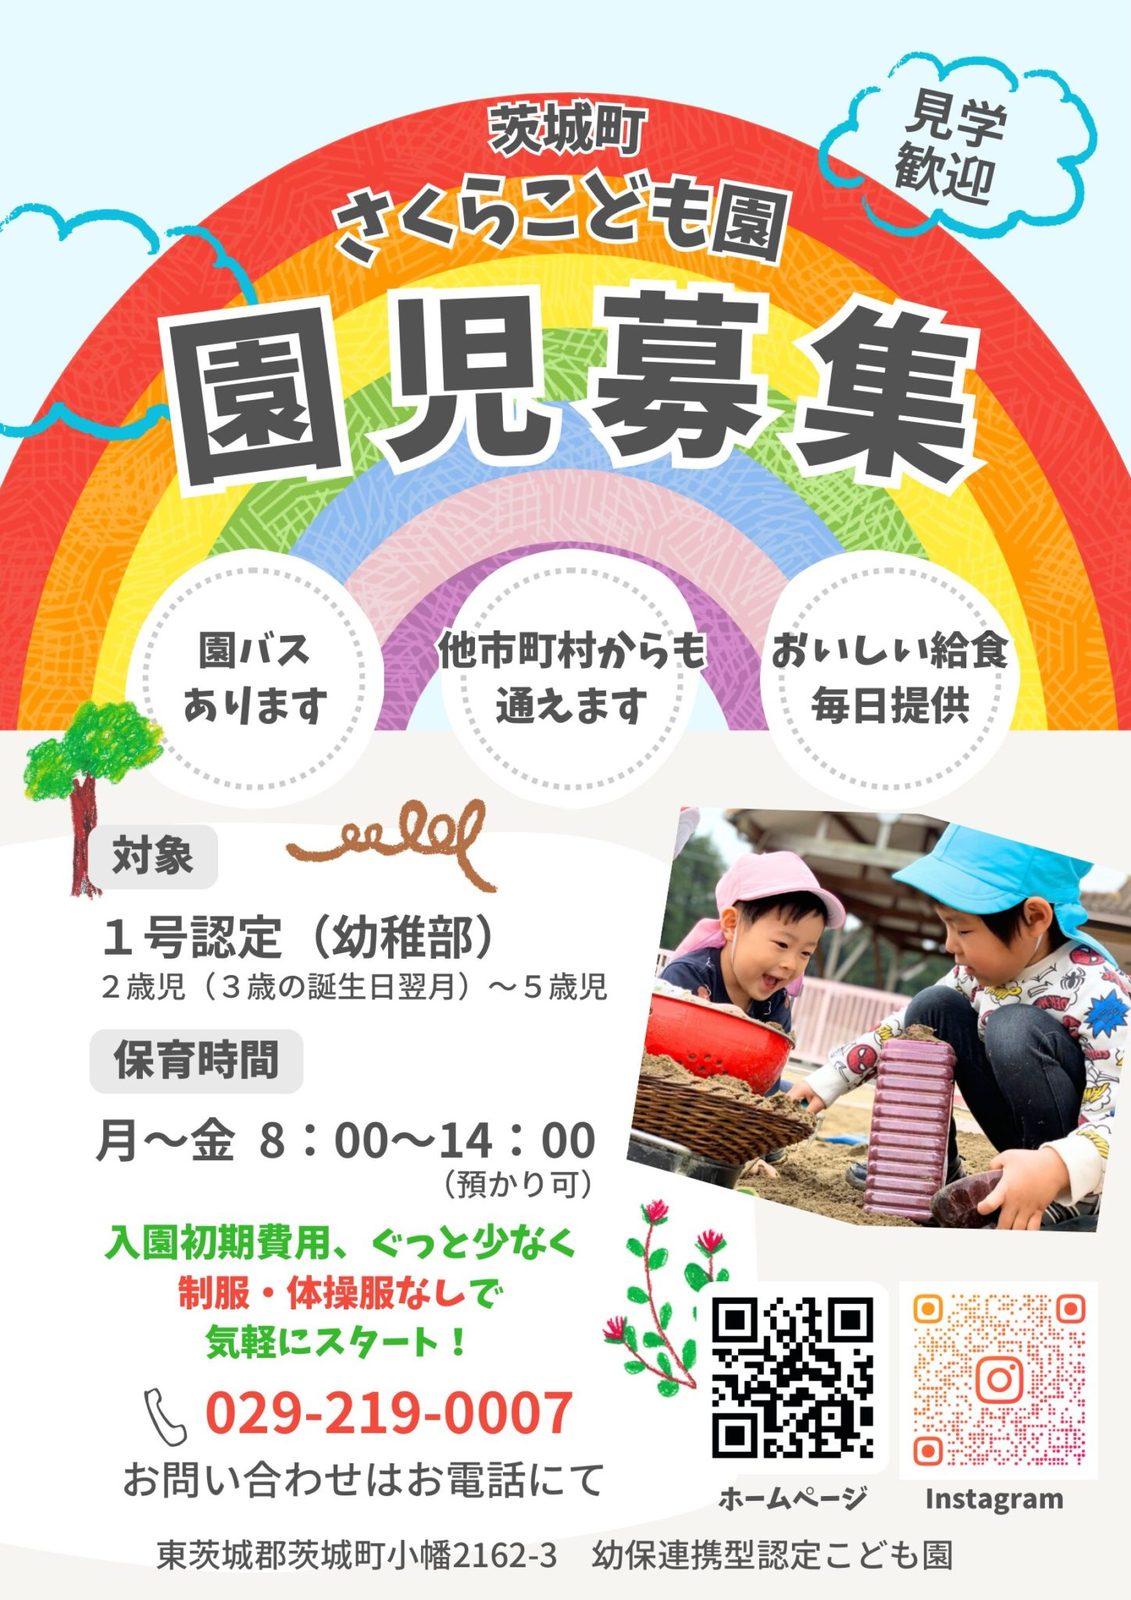 茨城町
さくらこども園
園児募集
見学
歓迎
園バス
あります
他市町村からも
通えます
おいしい給食
毎日提供
対象
１号認定（幼稚部）
２歳児（３歳の誕生日翌月）～５歳児
保育時間
月～金 8：00～14：00
（預かり可）
入園初期費用、ぐっと少なく
制服・体操服なしで
気軽にスタート！
029-219-0007
お問い合わせはお電話にて
ホームページ
Instagram
東茨城郡茨城町小幡2162-3　幼保連携型認定こども園